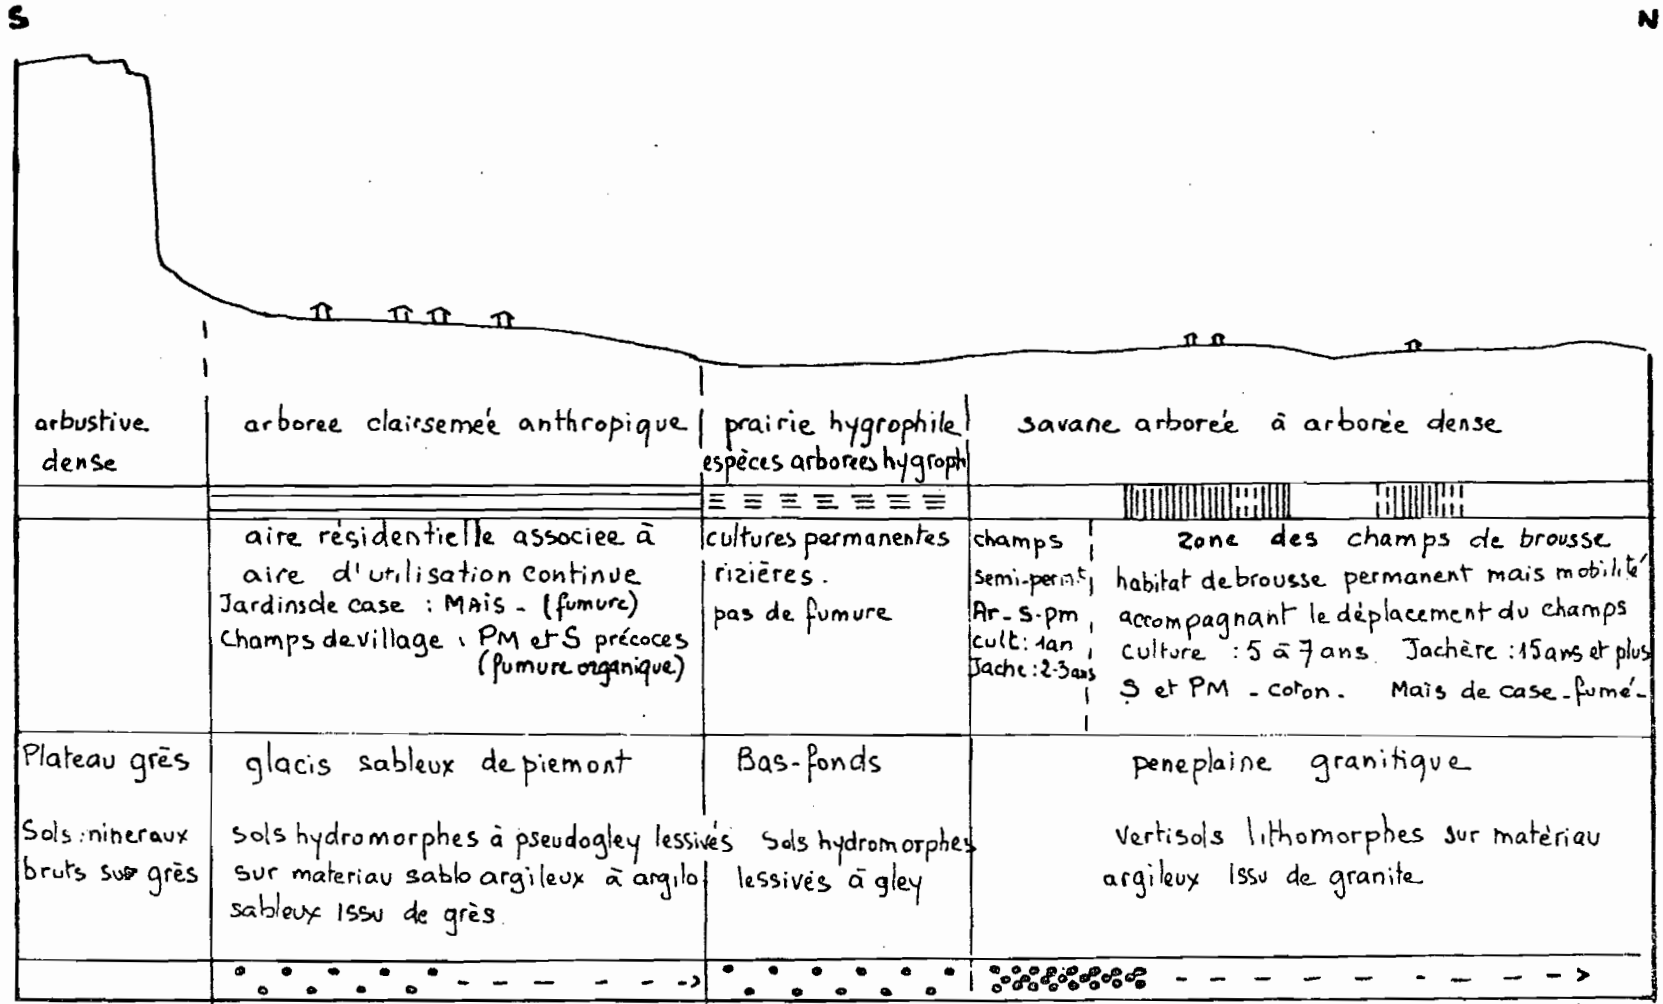 S
N
arbustive
dense
arboree clairsemeé anthropique
prairie hygrophile
espèces arborees hygroph
savane arboreé à arborèe dense
aire résidentielle associee à
aire d'utilisation continue
Jardins de case : MAÏS - (fumure)
Champs de village : PM et S précoces
(fumure organique)
cultures permanentes
rizières.
pas de fumure
champs
semi-permt
Ar - S - pm
cult: 1an
Jache: 2-3ans
zone des champs de brousse
habitat de brousse permanent mais mobilité
accompagnant le déplacement du champs
culture : 5 à 7 ans. Jachère : 15 ans et plus
S et PM - coton. Maïs de case - fumé -
Plateau grès
glacis sableux de piemont
Bas-fonds
peneplaine granitique
Sols: nineraux
bruts sur grès
sols hydromorphes à pseudogley lessivés
sur materiau sablo argileux à argilo
sableux issu de grès.
Sols hydromorphes
lessivés à gley
Vertisols lithomorphes sur matèriau
argileux issu de granite